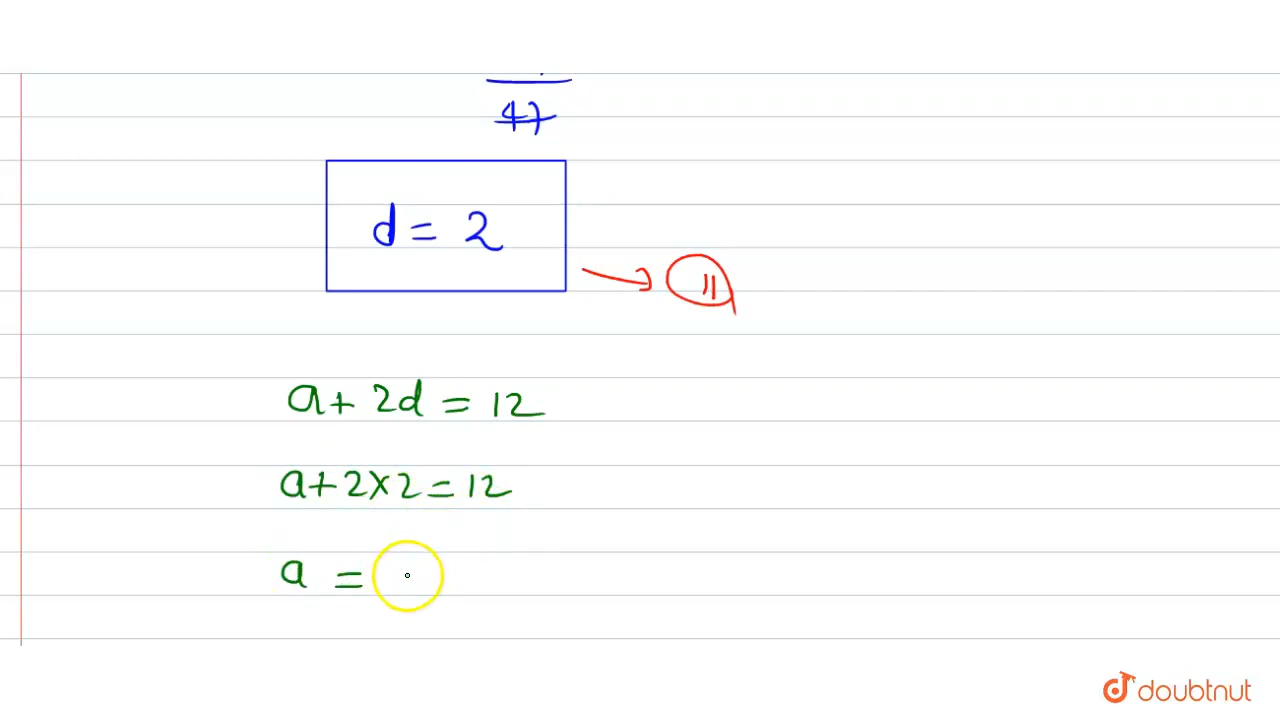 47
d = 2
11
a + 2d = 12
a + 2 × 2 = 12
a =
doubtnut